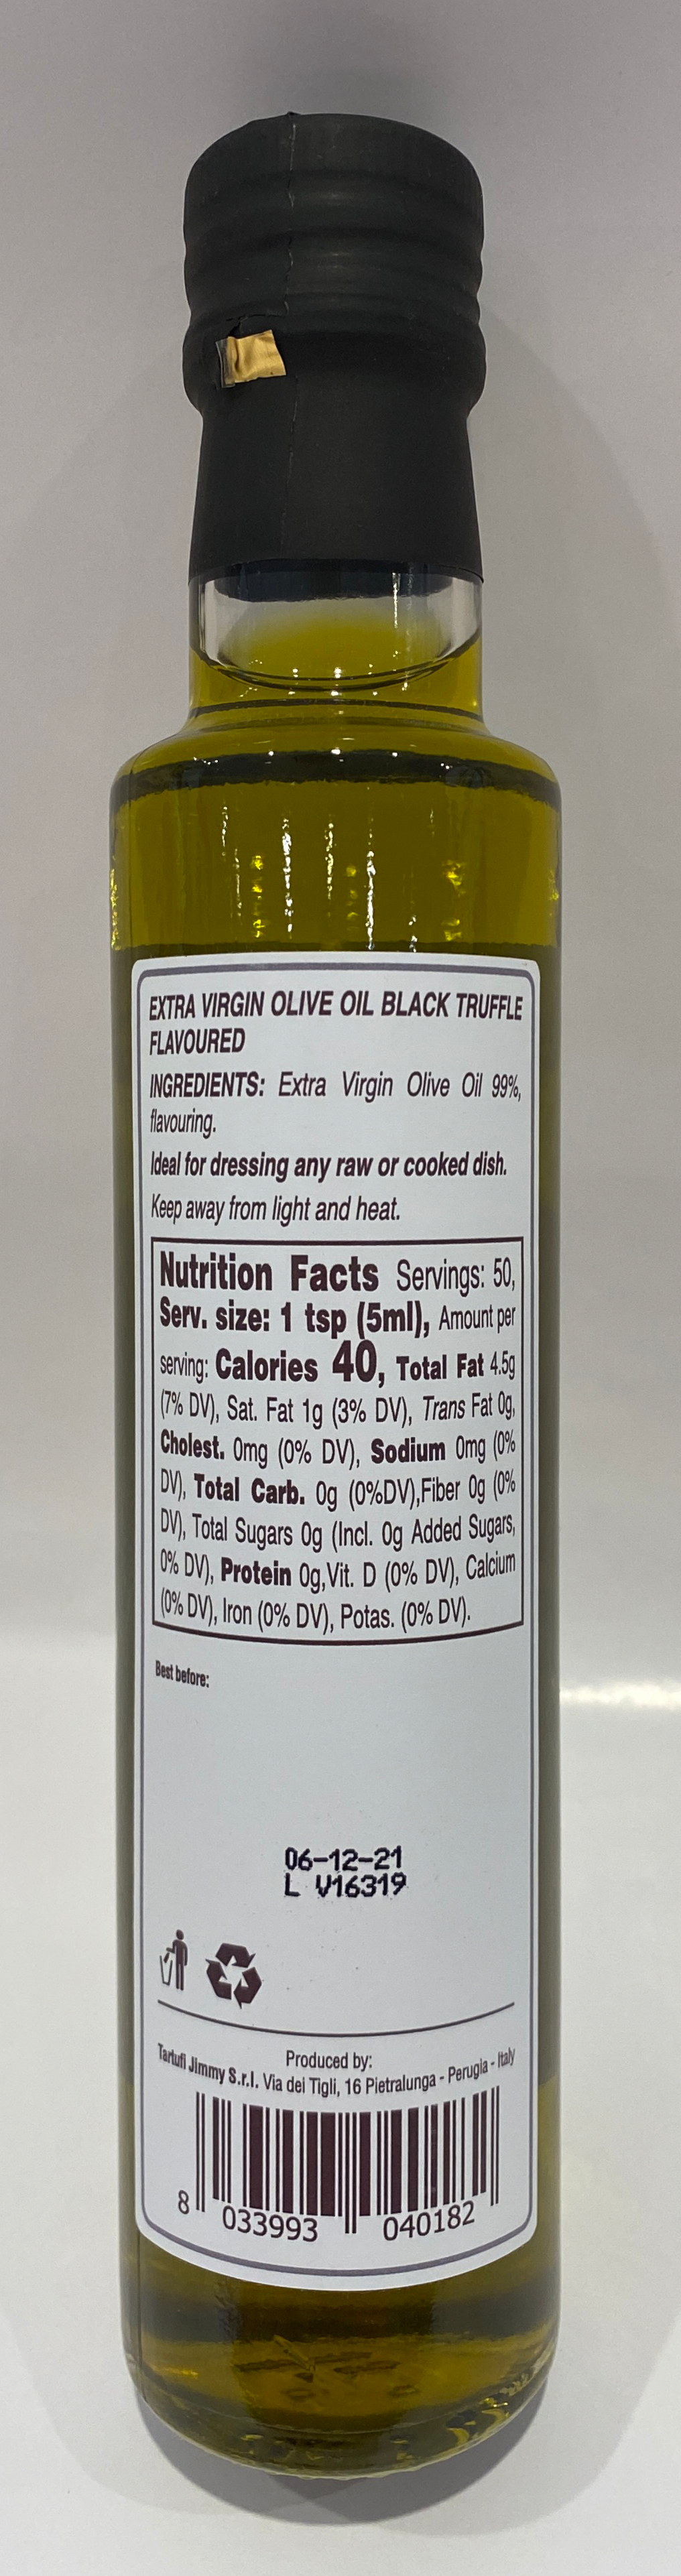 EXTRA VIRGIN OLIVE OIL BLACK TRUFFLE
FLAVOURED
INGREDIENTS: Extra Virgin Olive Oil 99%,
flavouring.
Ideal for dressing any raw or cooked dish.
Keep away from light and heat.
Nutrition Facts Servings: 50,
Serv. size: 1 tsp (5ml), Amount per
serving: Calories 40, Total Fat 4.5g
(7% DV), Sat. Fat 1g (3% DV), Trans Fat 0g,
Cholest. 0mg (0% DV), Sodium 0mg (0%
DV), Total Carb. 0g (0%DV),Fiber 0g (0%
DV), Total Sugars 0g (Incl. 0g Added Sugars,
0% DV), Protein 0g,Vit. D (0% DV), Calcium
(0% DV), Iron (0% DV), Potas. (0% DV).
Best before:
06-12-21
L V16319
Produced by:
Tartufi Jimmy S.r.l. Via dei Tigli, 16 Pietralunga - Perugia - Italy
8 033993 040182